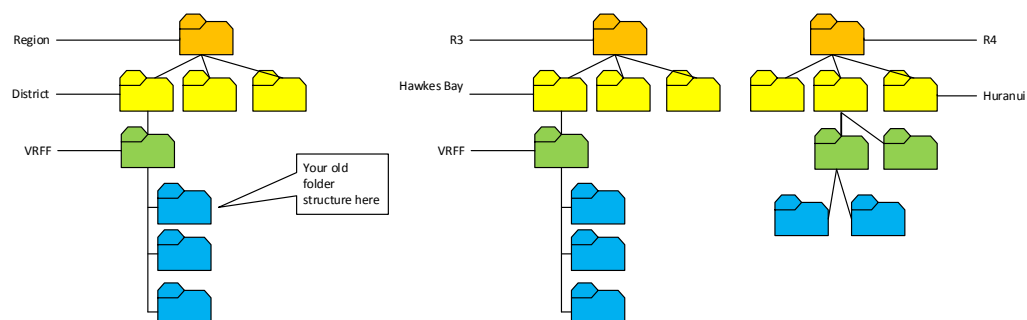 Region
R3
R4
District
Hawkes Bay
Huranui
VRFF
VRFF
Your old
folder
structure here